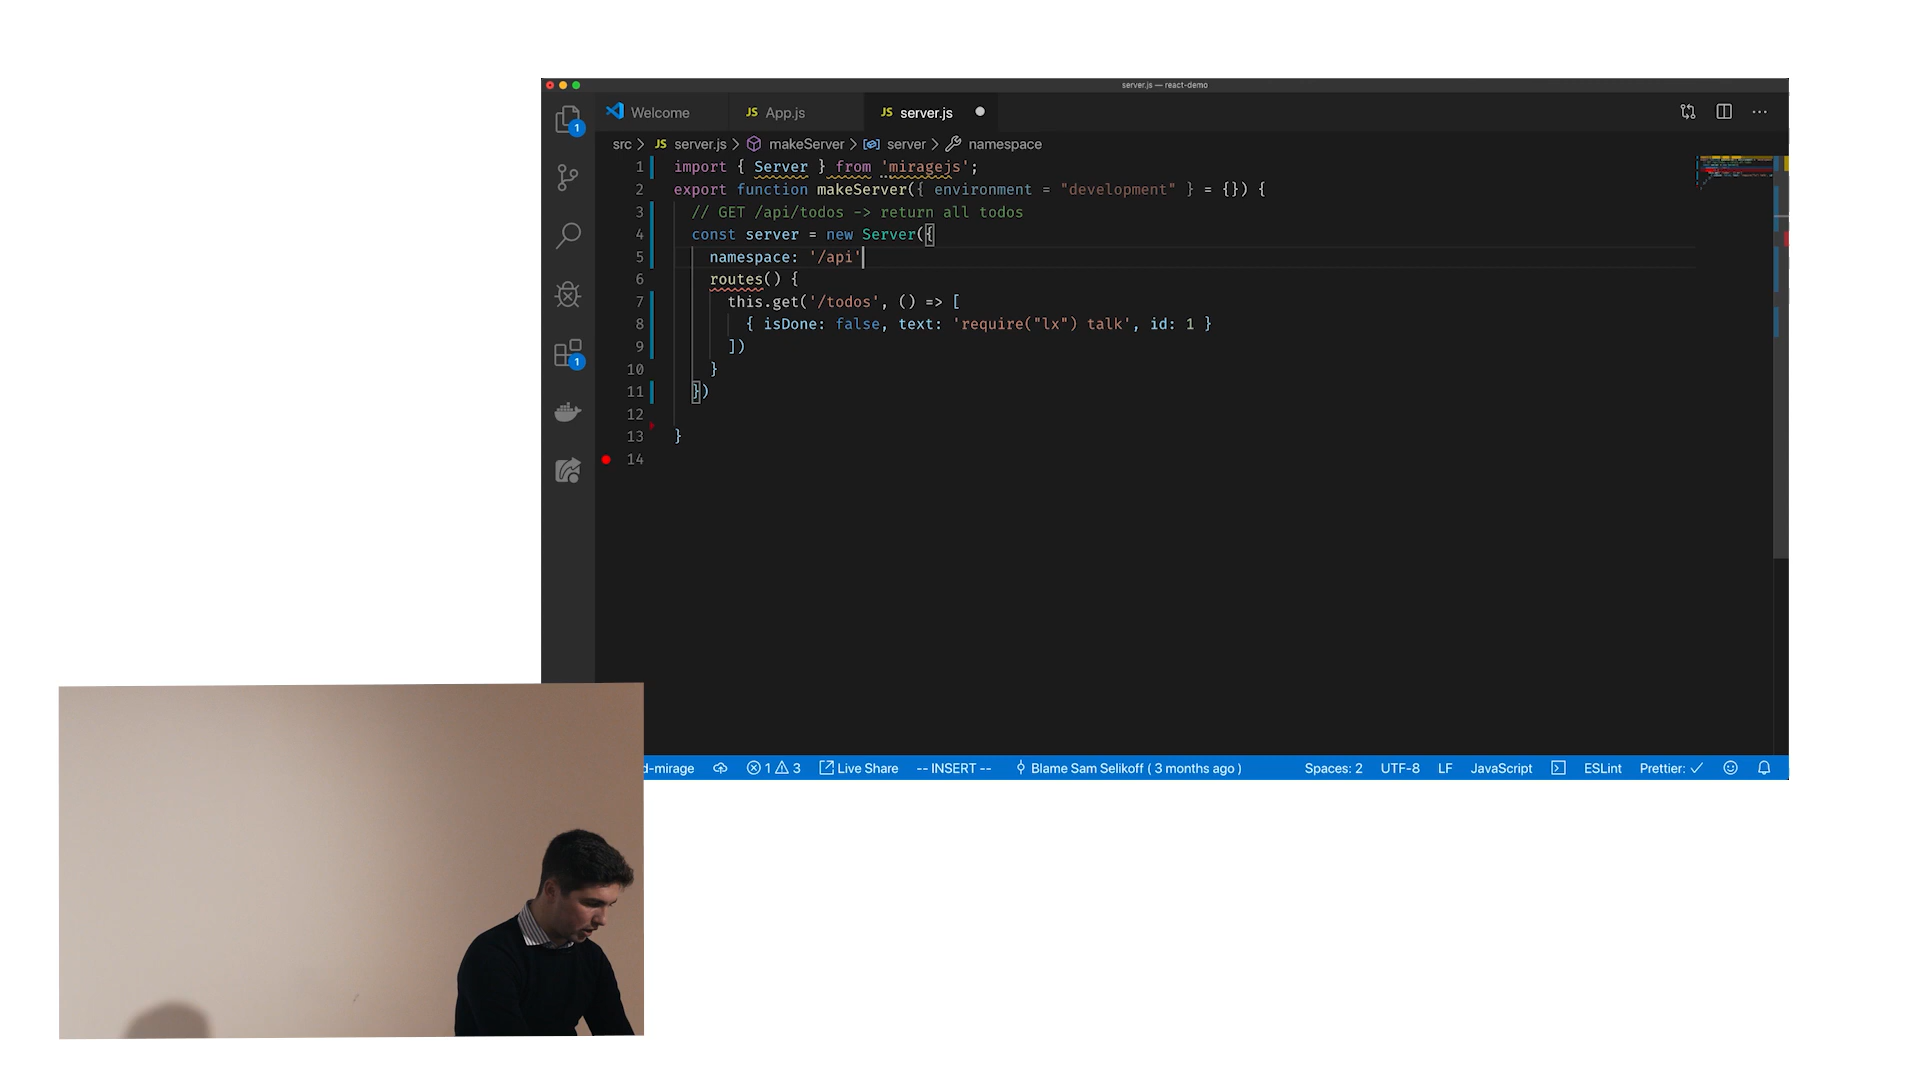 server.js — react-demo
Welcome
JS App.js
JS server.js
src > JS server.js > makeServer > server > namespace
1 import { Server } from 'miragejs';
2 export function makeServer({ environment = "development" } = {}) {
3 // GET /api/todos -> return all todos
4 const server = new Server({
5 namespace: '/api'
6 routes() {
7 this.get('/todos', () => [
8 { isDone: false, text: 'require("lx") talk', id: 1 }
9 ])
10 }
11 })
12
13 }
14
1
1
d-mirage 1 3 Live Share -- INSERT -- Blame Sam Selikoff ( 3 months ago ) Spaces: 2 UTF-8 LF JavaScript ESLint Prettier: ✓